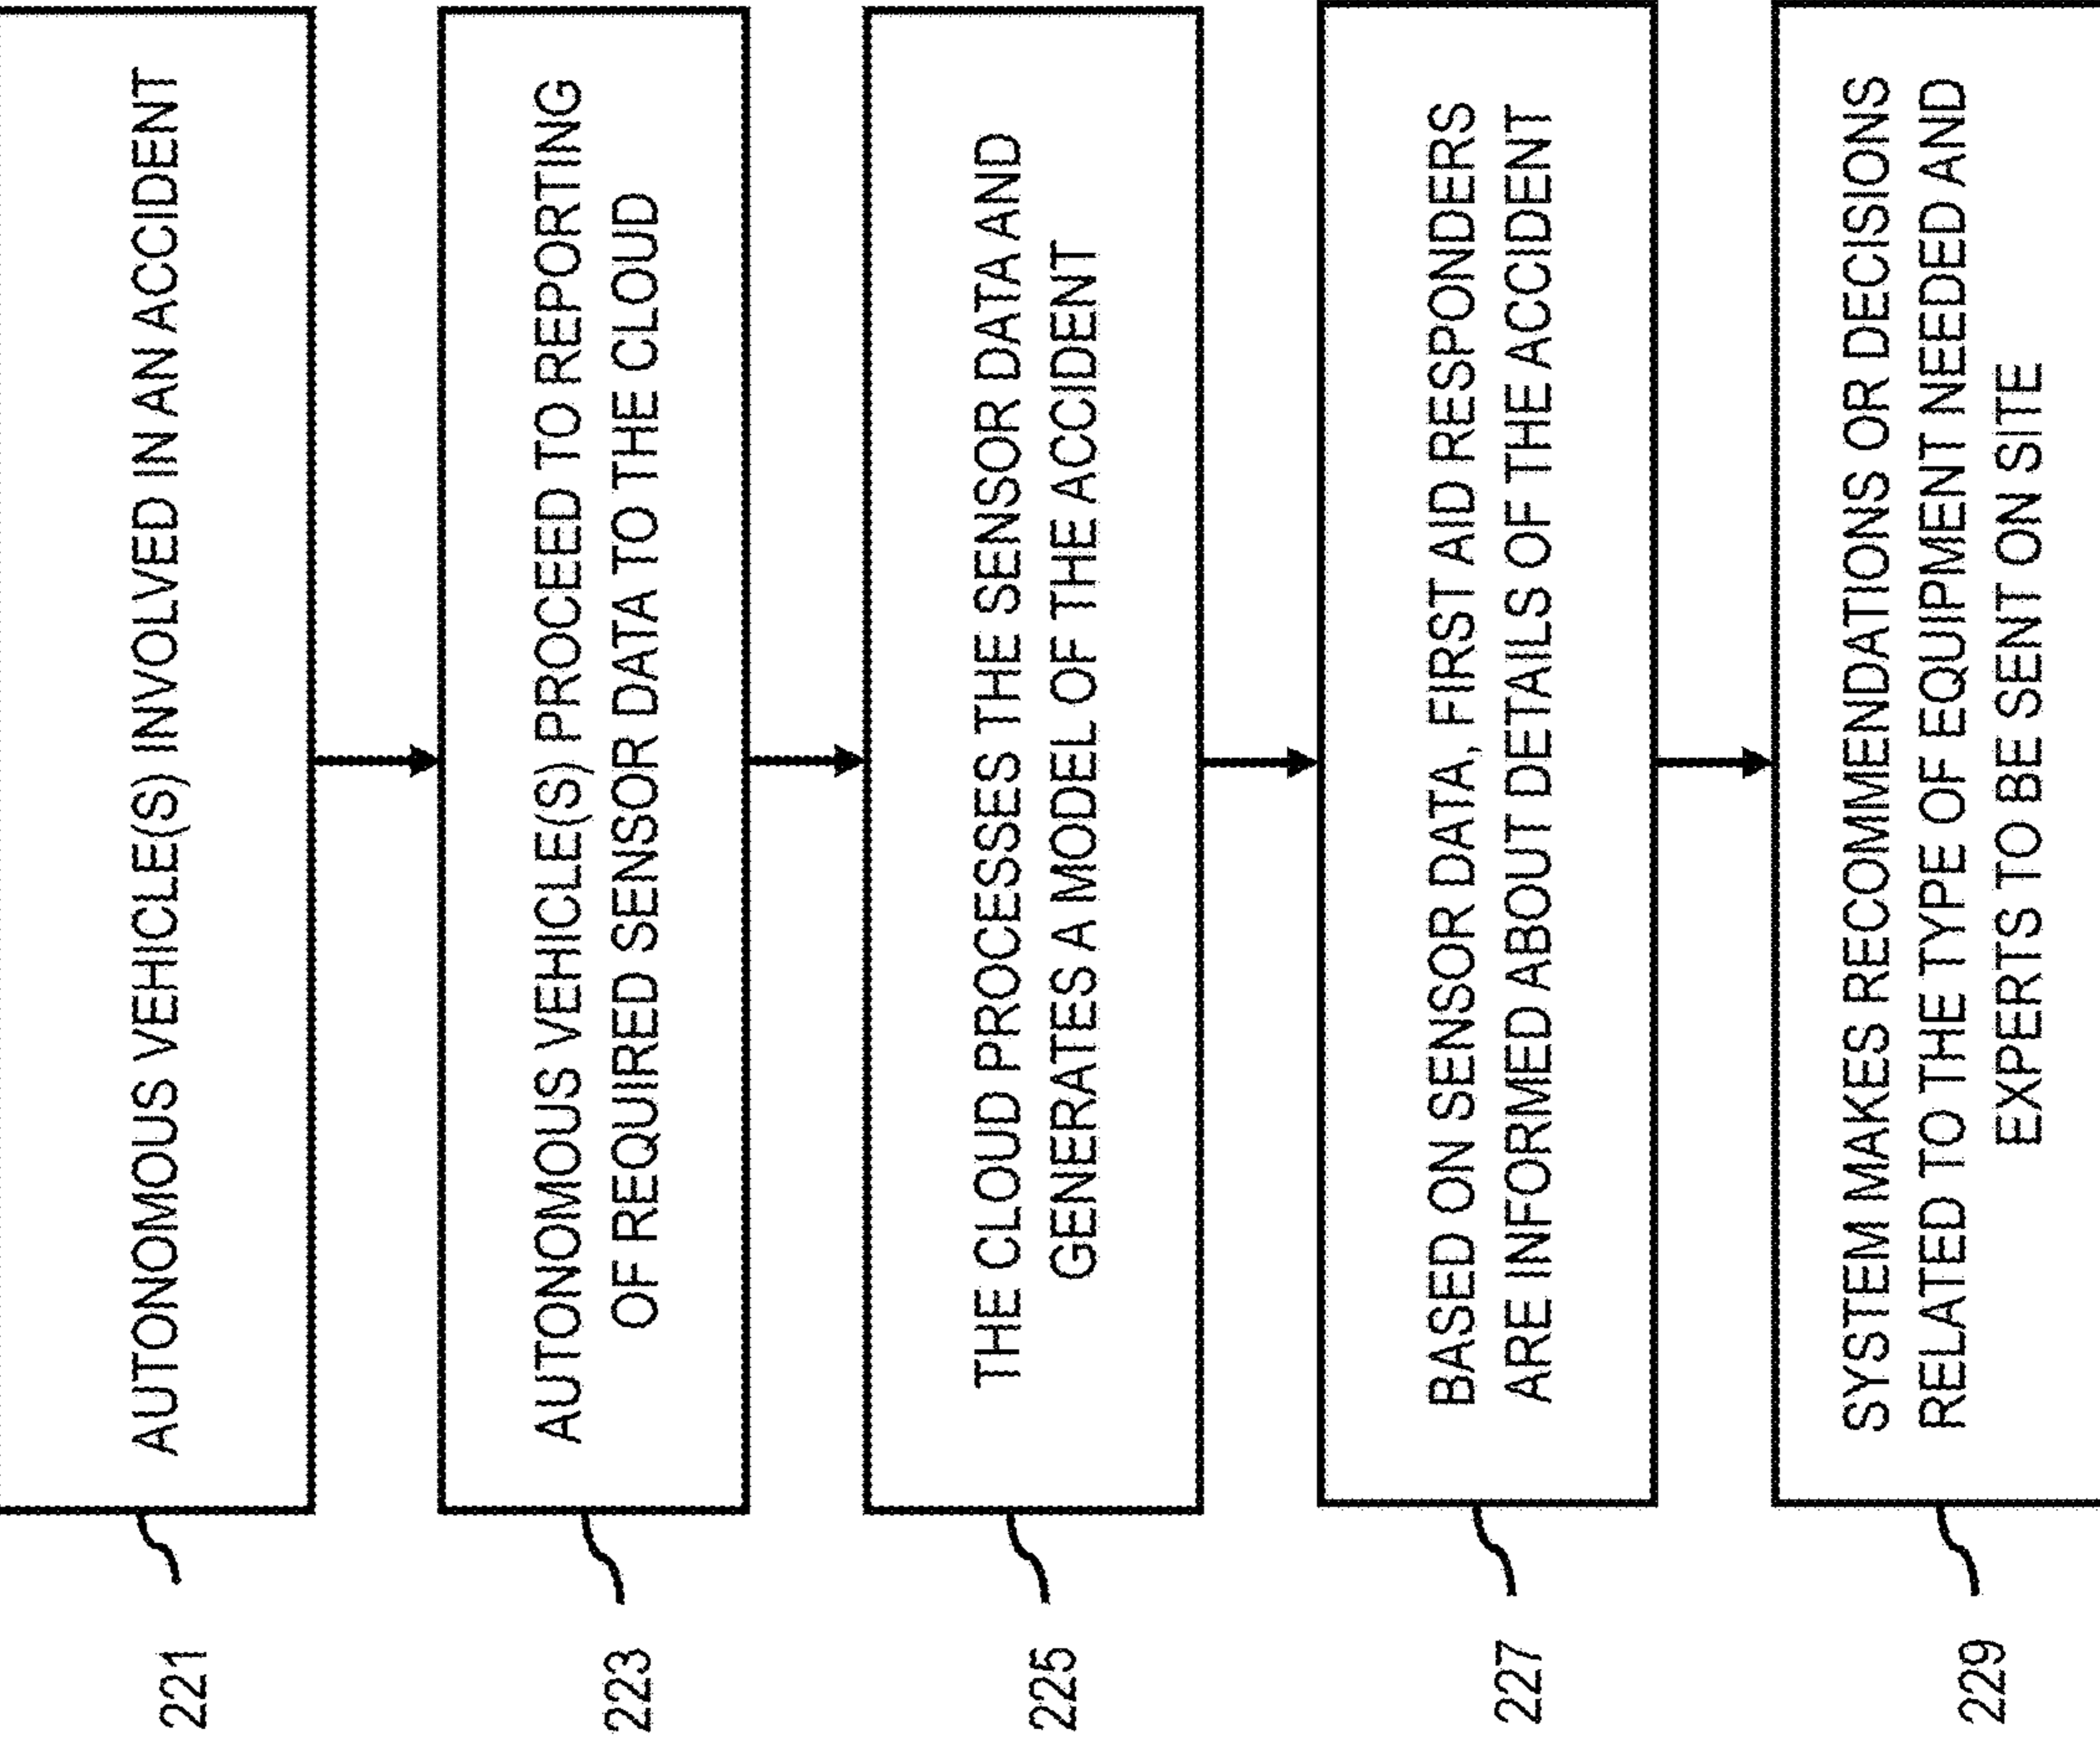 221
AUTONOMOUS VEHICLE(S) INVOLVED IN AN ACCIDENT
223
AUTONOMOUS VEHICLE(S) PROCEED TO REPORTING
OF REQUIRED SENSOR DATA TO THE CLOUD
225
THE CLOUD PROCESSES THE SENSOR DATA AND
GENERATES A MODEL OF THE ACCIDENT
227
BASED ON SENSOR DATA, FIRST AID RESPONDERS
ARE INFORMED ABOUT DETAILS OF THE ACCIDENT
229
SYSTEM MAKES RECOMMENDATIONS OR DECISIONS
RELATED TO THE TYPE OF EQUIPMENT NEEDED AND
EXPERTS TO BE SENT ON SITE